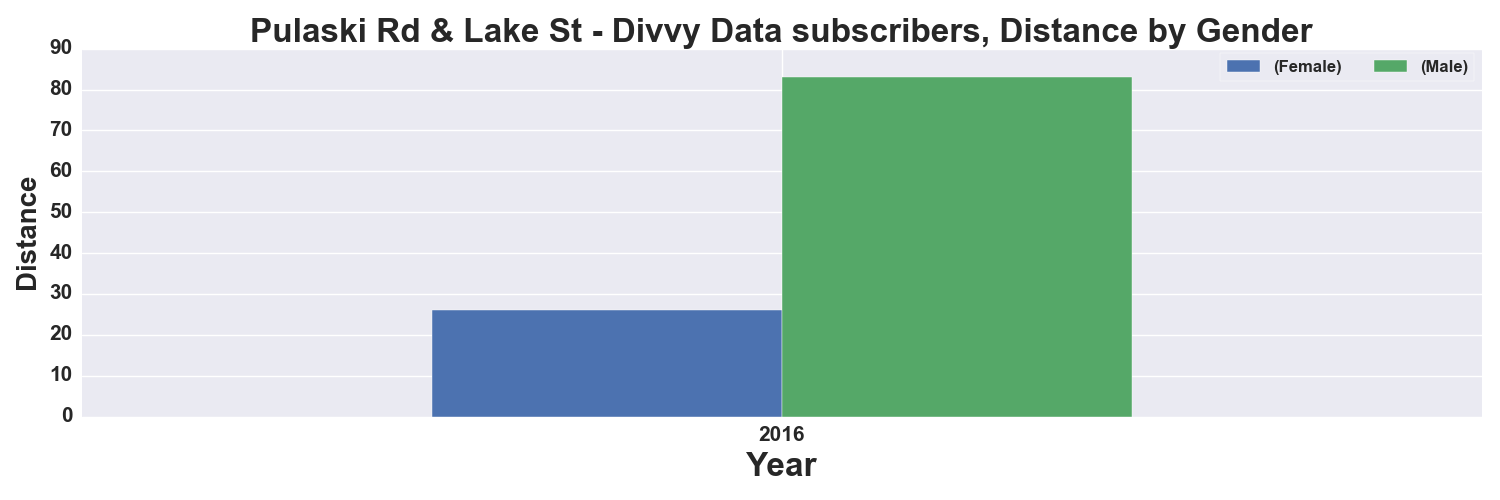 Pulaski Rd & Lake St - Divvy Data subscribers, Distance by Gender
(Female) (Male)
Distance
90
80
70
60
50
40
30
20
10
0
2016
Year